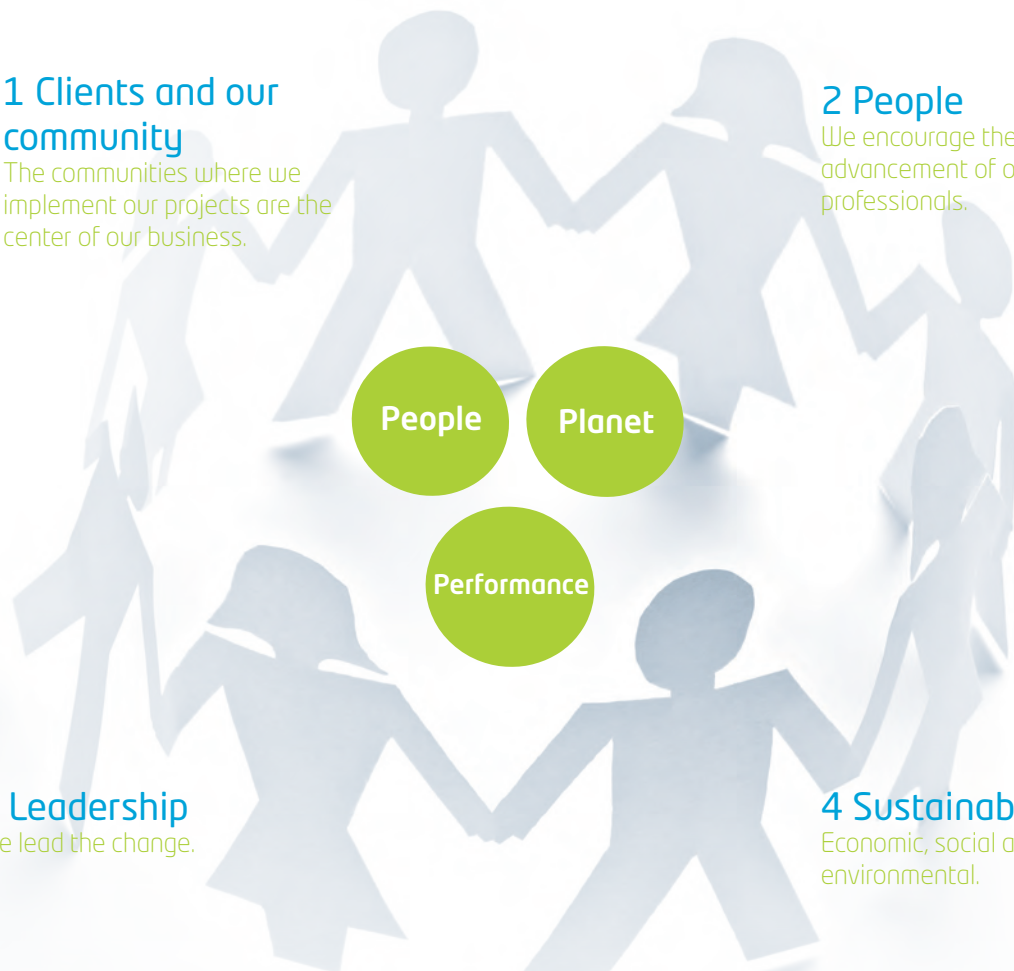 1 Clients and our
community
The communities where we
implement our projects are the
center of our business.
2 People
We encourage the
advancement of
professionals.
People
Planet
Performance
Leadership
lead the change.
4
Economic, social
environmental.